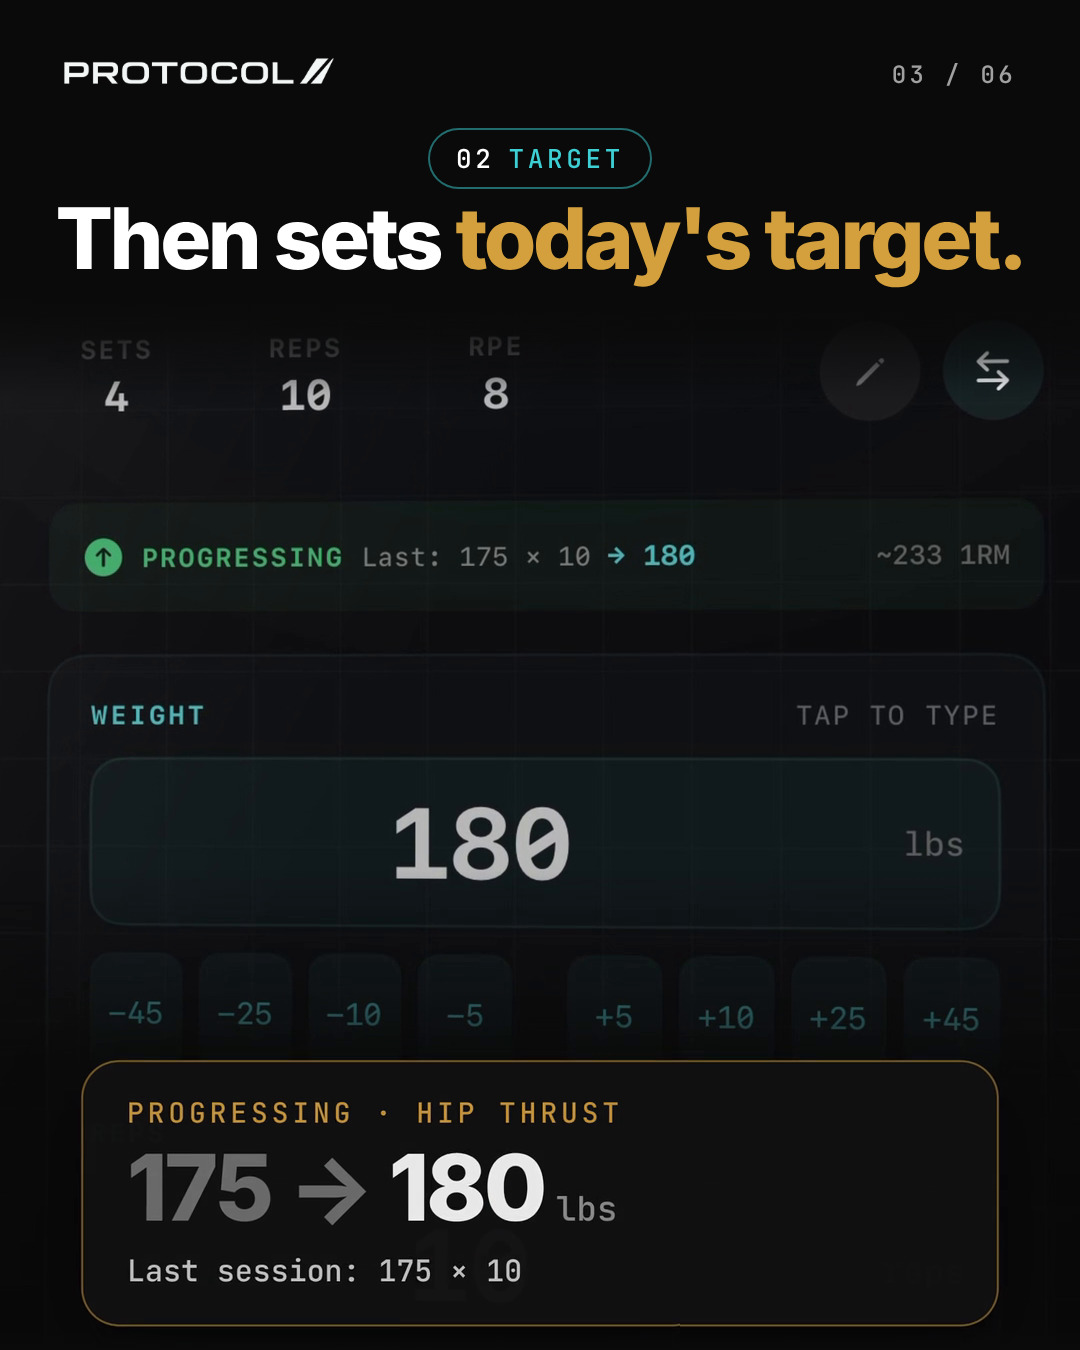 PROTOCOL
03 / 06
02 TARGET
Then sets today's target.
SETS REPS RPE
4 10 8
PROGRESSING Last: 175 × 10 → 180 ~233 1RM
WEIGHT TAP TO TYPE
180 lbs
−45 −25 −10 −5 +5 +10 +25 +45
PROGRESSING · HIP THRUST
REPS
175 → 180 lbs
10
Last session: 175 × 10